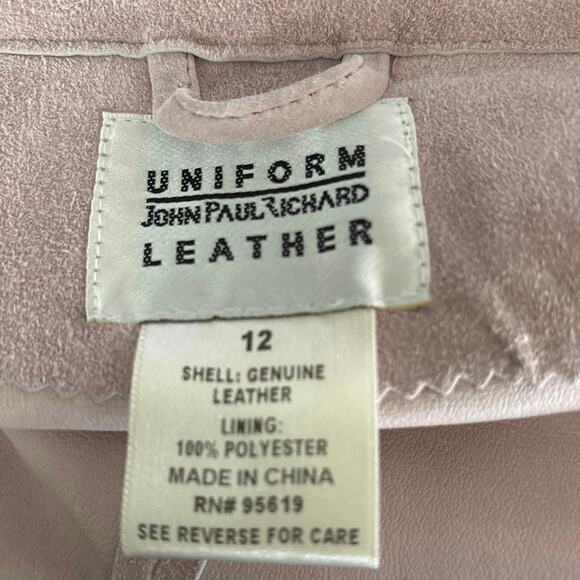 UNIFORM
JOHN PAUL RICHARD
LEATHER
12
SHELL: GENUINE
LEATHER
LINING:
100% POLYESTER
MADE IN CHINA
RN# 95619
SEE REVERSE FOR CARE